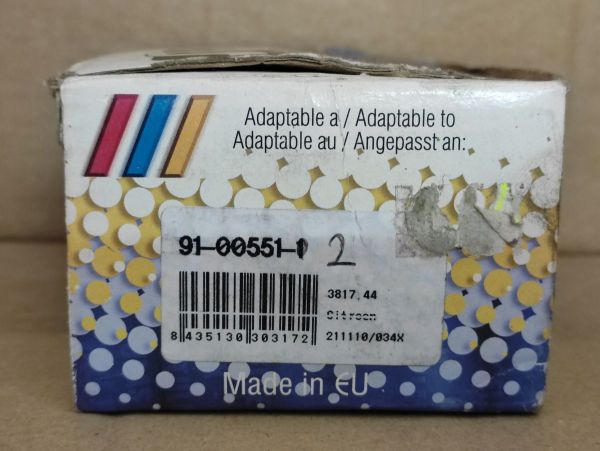 Adaptable a / Adaptable to
Adaptable au / Angepasst an:
91-00551-1 2
3817.44
Citroen
8 435130 303172
211110/034X
Made in EU